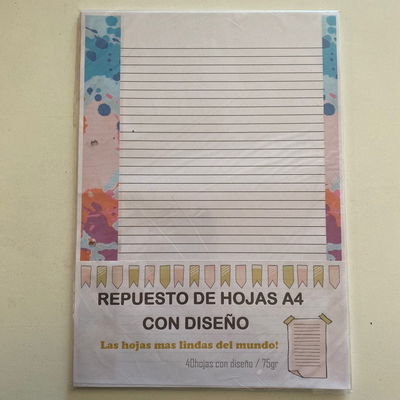 REPUESTO DE HOJAS A4
CON DISEÑO
Las hojas mas lindas del mundo!
40hojas con diseño / 75gr